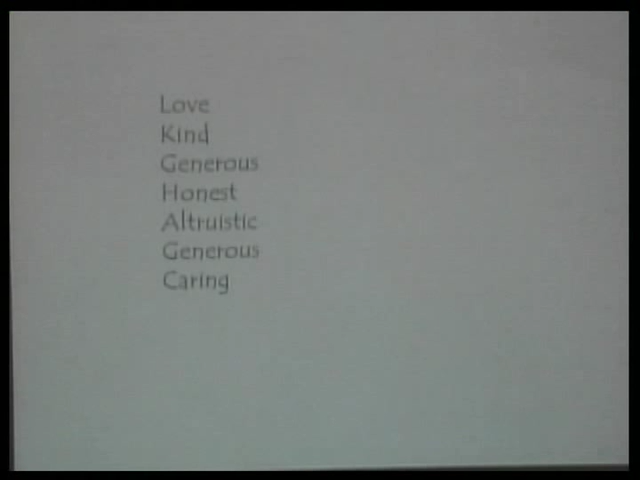 Love
Kind
Generous
Honest
Altruistic
Generous
Caring